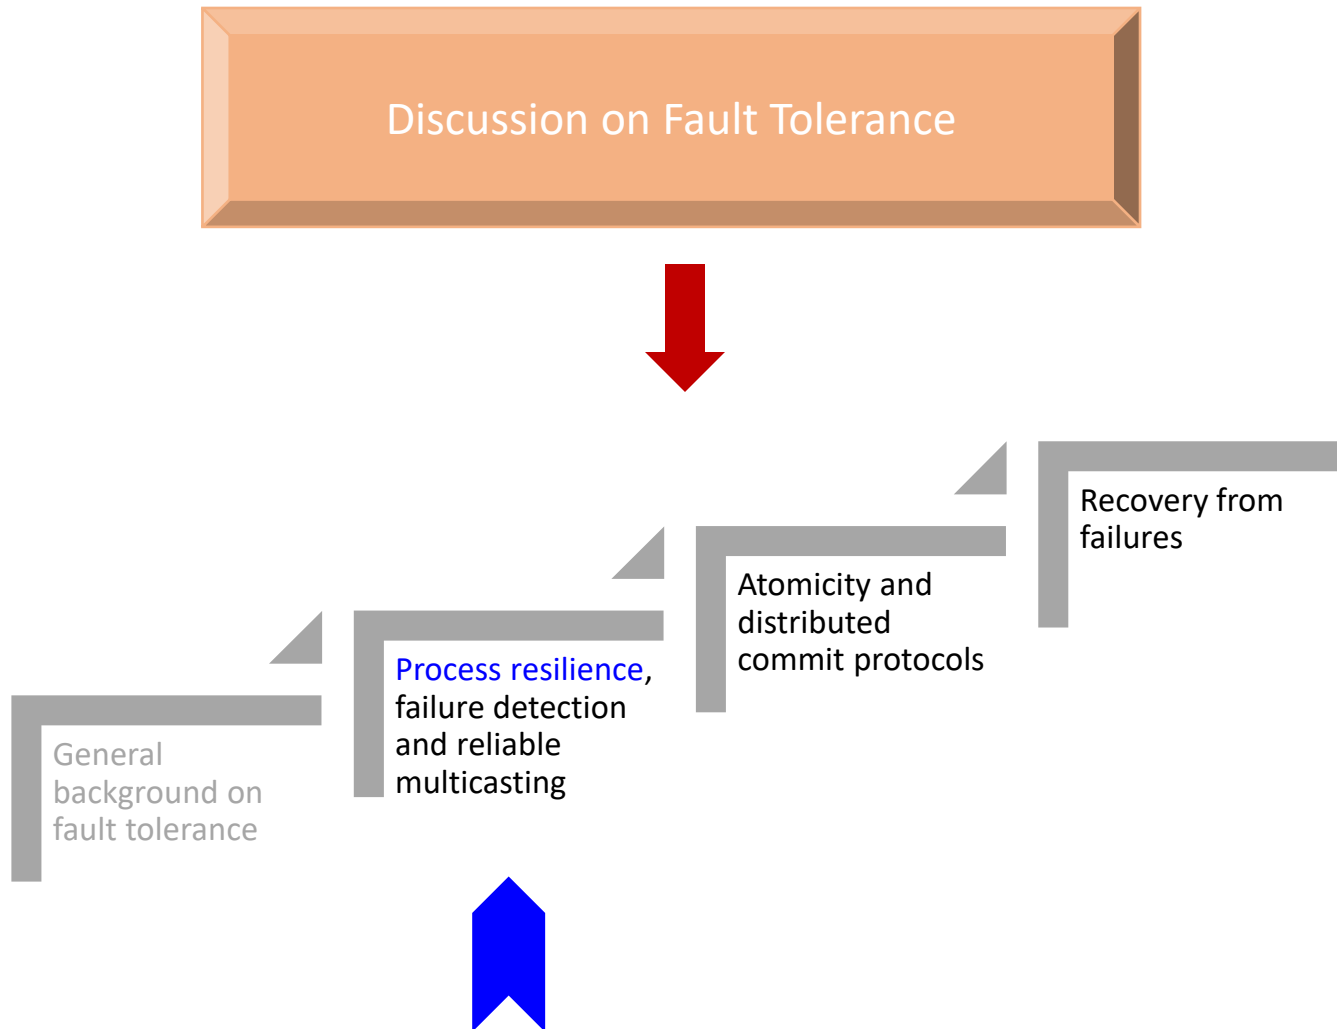 Discussion on Fault Tolerance
General
background on
fault tolerance
Process resilience,
failure detection
and reliable
multicasting
Atomicity and
distributed
commit protocols
Recovery from
failures